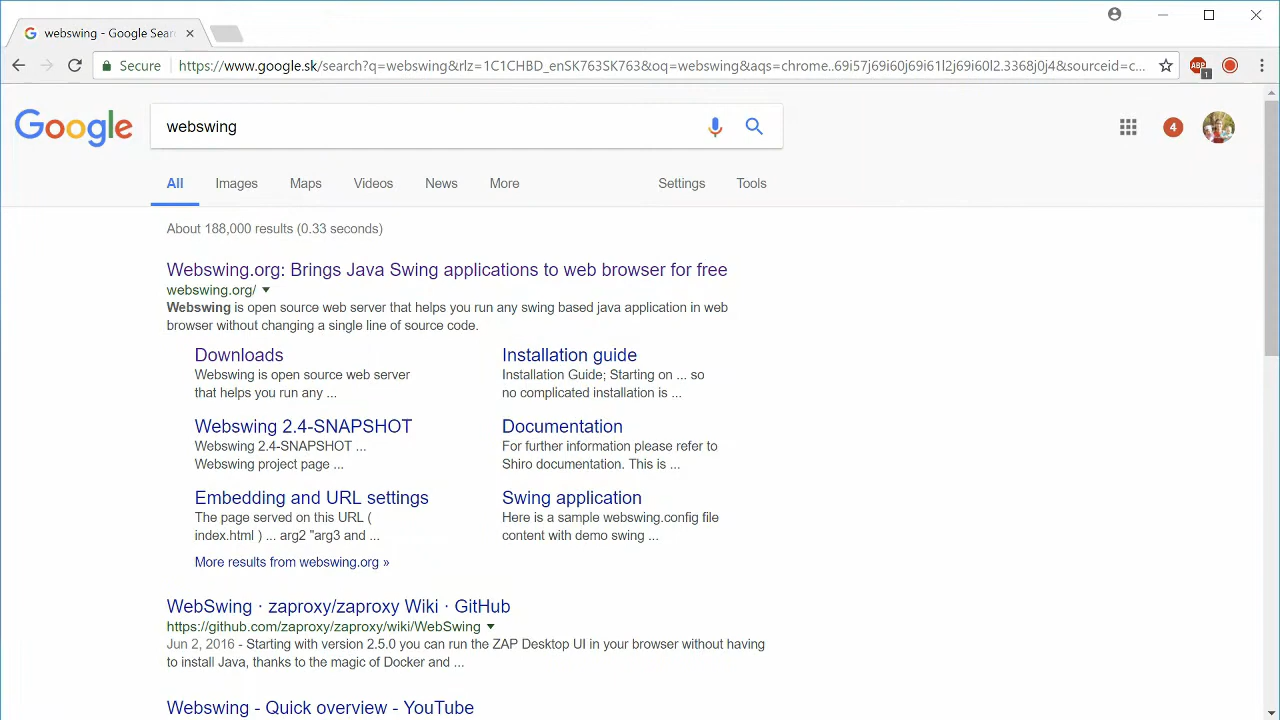 webswing - Google Sear
Secure
https://www.google.sk/search?q=webswing&rlz=1C1CHBD_enSK763SK763&oq=webswing&aqs=chrome..69i57j69i60j69i61l2j69i60l2.3368j0j4&sourceid=c...
ABP
1
Google
webswing
4
All
Images
Maps
Videos
News
More
Settings
Tools
About 188,000 results (0.33 seconds)
Webswing.org: Brings Java Swing applications to web browser for free
webswing.org/
Webswing is open source web server that helps you run any swing based java application in web
browser without changing a single line of source code.
Downloads
Webswing is open source web server
that helps you run any ...
Installation guide
Installation Guide; Starting on ... so
no complicated installation is ...
Webswing 2.4-SNAPSHOT
Webswing 2.4-SNAPSHOT ...
Webswing project page ...
Documentation
For further information please refer to
Shiro documentation. This is ...
Embedding and URL settings
The page served on this URL (
index.html ) ... arg2 "arg3 and ...
Swing application
Here is a sample webswing.config file
content with demo swing ...
More results from webswing.org »
WebSwing · zaproxy/zaproxy Wiki · GitHub
https://github.com/zaproxy/zaproxy/wiki/WebSwing
Jun 2, 2016 - Starting with version 2.5.0 you can run the ZAP Desktop UI in your browser without having
to install Java, thanks to the magic of Docker and ...
Webswing - Quick overview - YouTube